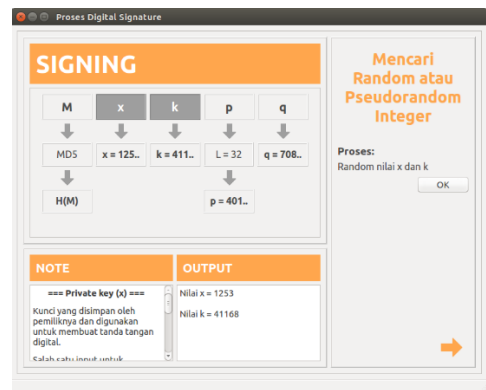 Proses Digital Signature
SIGNING
M x k p q
MD5 x = 125.. k = 411.. L = 32 q = 708..
H(M) p = 401..
NOTE
=== Private key (x) ===
Kunci yang disimpan oleh
pemiliknya dan digunakan
untuk membuat tanda tangan
digital.
Salah satu input untuk
OUTPUT
Nilai x = 1253
Nilai k = 41168
Mencari
Random atau
Pseudorandom
Integer
Proses:
Random nilai x dan k
OK